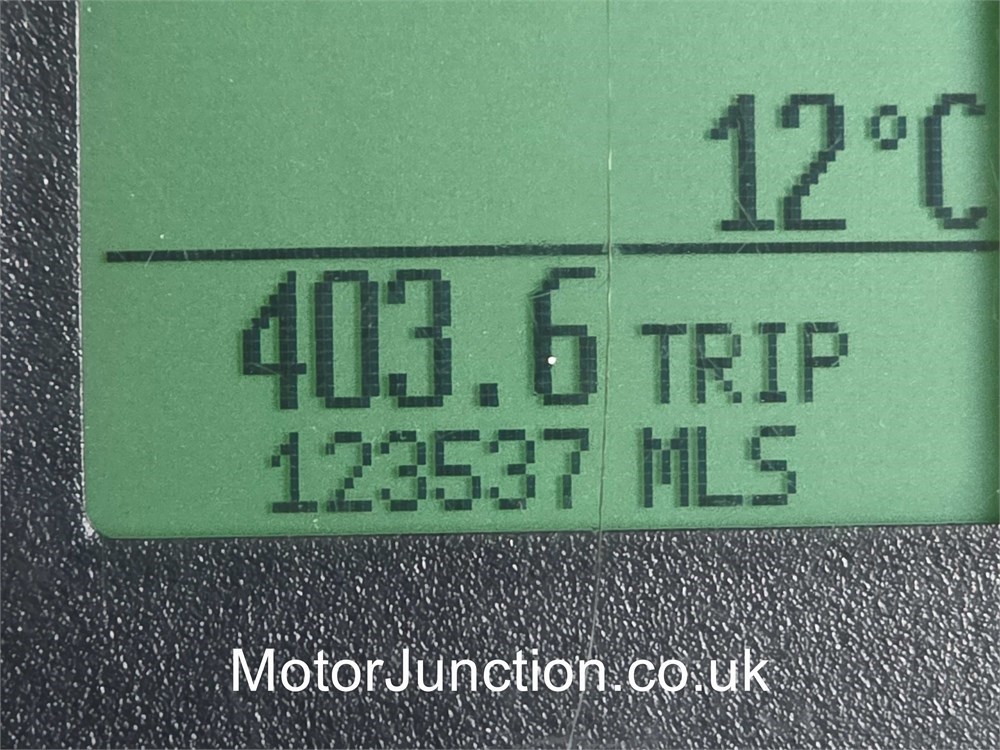 12°C
403.6 TRIP
123537 MLS
MotorJunction.co.uk